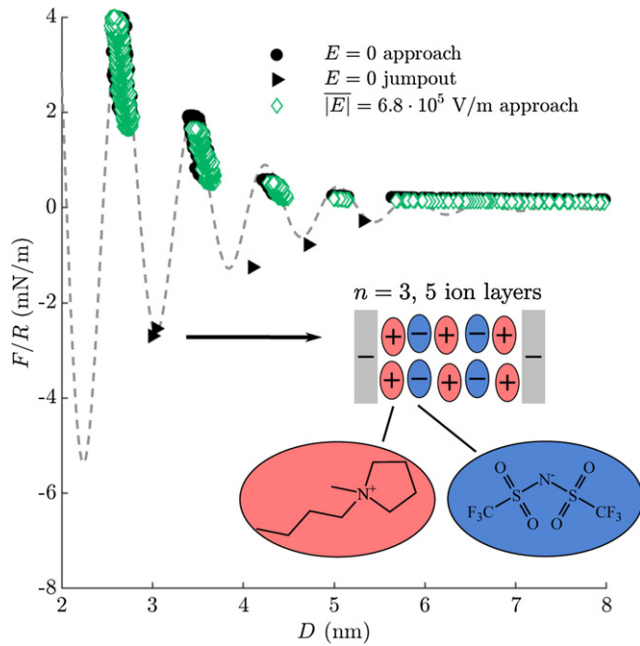 4
2
0
-2
-4
-6
-8
F/R (mN/m)
E = 0 approach
E = 0 jumpout
|E| = 6.8 · 10⁵ V/m approach
n = 3, 5 ion layers
− + − + − + −
+ − + − +
N⁺
O O
S N⁻ S
F₃C O O CF₃
2 3 4 5 6 7 8
D (nm)